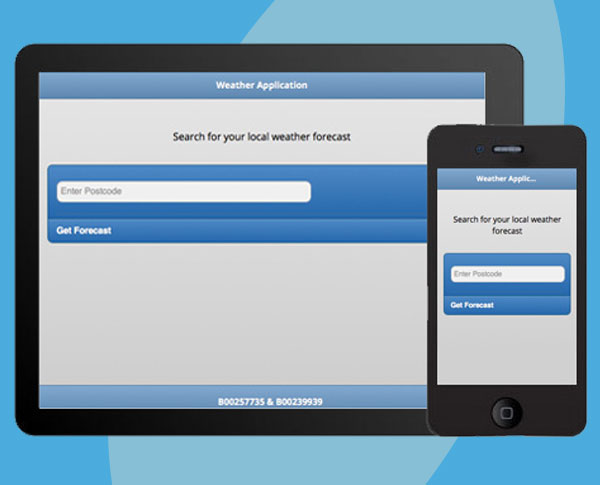 Weather Application
Search for your local weather forecast
Enter Postcode
Get Forecast
B00257735 & B00239939
Weather Applic...
Search for your local weather
forecast
Enter Postcode
Get Forecast